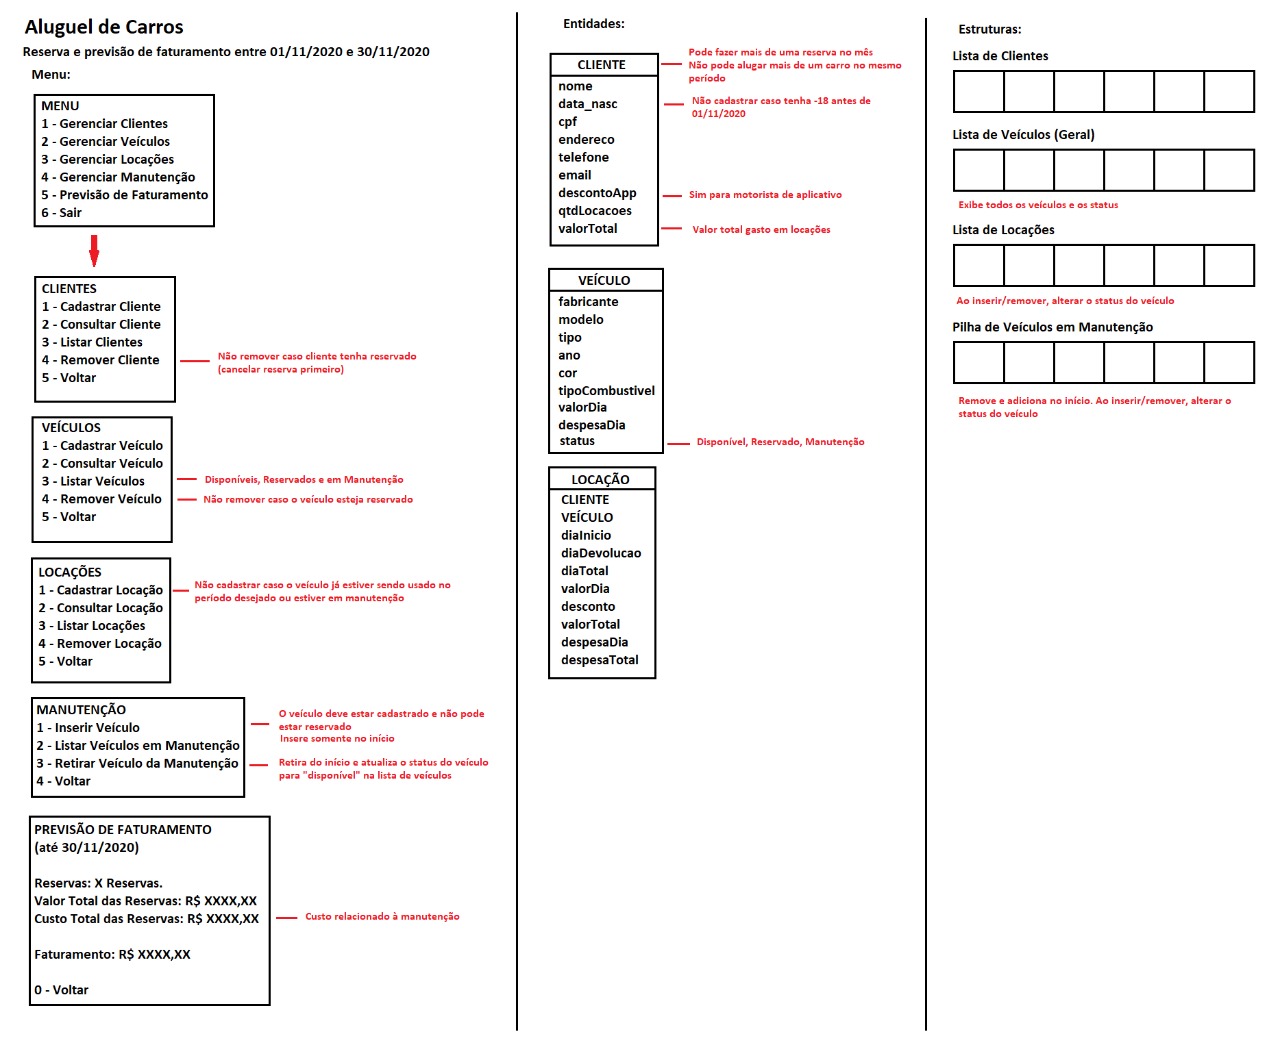 Aluguel de Carros
Reserva e previsão de faturamento entre 01/11/2020 e 30/11/2020
Menu:
MENU
1 - Gerenciar Clientes
2 - Gerenciar Veículos
3 - Gerenciar Locações
4 - Gerenciar Manutenção
5 - Previsão de Faturamento
6 - Sair
CLIENTES
1 - Cadastrar Cliente
2 - Consultar Cliente
3 - Listar Clientes
4 - Remover Cliente
5 - Voltar
Não remover caso cliente tenha reservado
(cancelar reserva primeiro)
VEÍCULOS
1 - Cadastrar Veículo
2 - Consultar Veículo
3 - Listar Veículos
4 - Remover Veículo
5 - Voltar
Disponíveis, Reservados e em Manutenção
Não remover caso o veículo esteja reservado
LOCAÇÕES
1 - Cadastrar Locação
2 - Consultar Locação
3 - Listar Locações
4 - Remover Locação
5 - Voltar
Não cadastrar caso o veículo já estiver sendo usado no
período desejado ou estiver em manutenção
MANUTENÇÃO
1 - Inserir Veículo
2 - Listar Veículos em Manutenção
3 - Retirar Veículo da Manutenção
4 - Voltar
O veículo deve estar cadastrado e não pode
estar reservado
Insere somente no início
Retira do início e atualiza o status do veículo
para "disponível" na lista de veículos
PREVISÃO DE FATURAMENTO
(até 30/11/2020)
Reservas: X Reservas.
Valor Total das Reservas: R$ XXXX,XX
Custo Total das Reservas: R$ XXXX,XX
Faturamento: R$ XXXX,XX
0 - Voltar
Custo relacionado à manutenção
Entidades:
CLIENTE
nome
data_nasc
cpf
endereco
telefone
email
descontoApp
qtdLocacoes
valorTotal
Pode fazer mais de uma reserva no mês
Não pode alugar mais de um carro no mesmo
período
Não cadastrar caso tenha -18 antes de
01/11/2020
Sim para motorista de aplicativo
Valor total gasto em locações
VEÍCULO
fabricante
modelo
tipo
ano
cor
tipoCombustivel
valorDia
despesaDia
status
Disponível, Reservado, Manutenção
LOCAÇÃO
CLIENTE
VEÍCULO
diaInicio
diaDevolucao
diaTotal
valorDia
desconto
valorTotal
despesaDia
despesaTotal
Estruturas:
Lista de Clientes
Lista de Veículos (Geral)
Exibe todos os veículos e os status
Lista de Locações
Ao inserir/remover, alterar o status do veículo
Pilha de Veículos em Manutenção
Remove e adiciona no início. Ao inserir/remover, alterar o
status do veículo